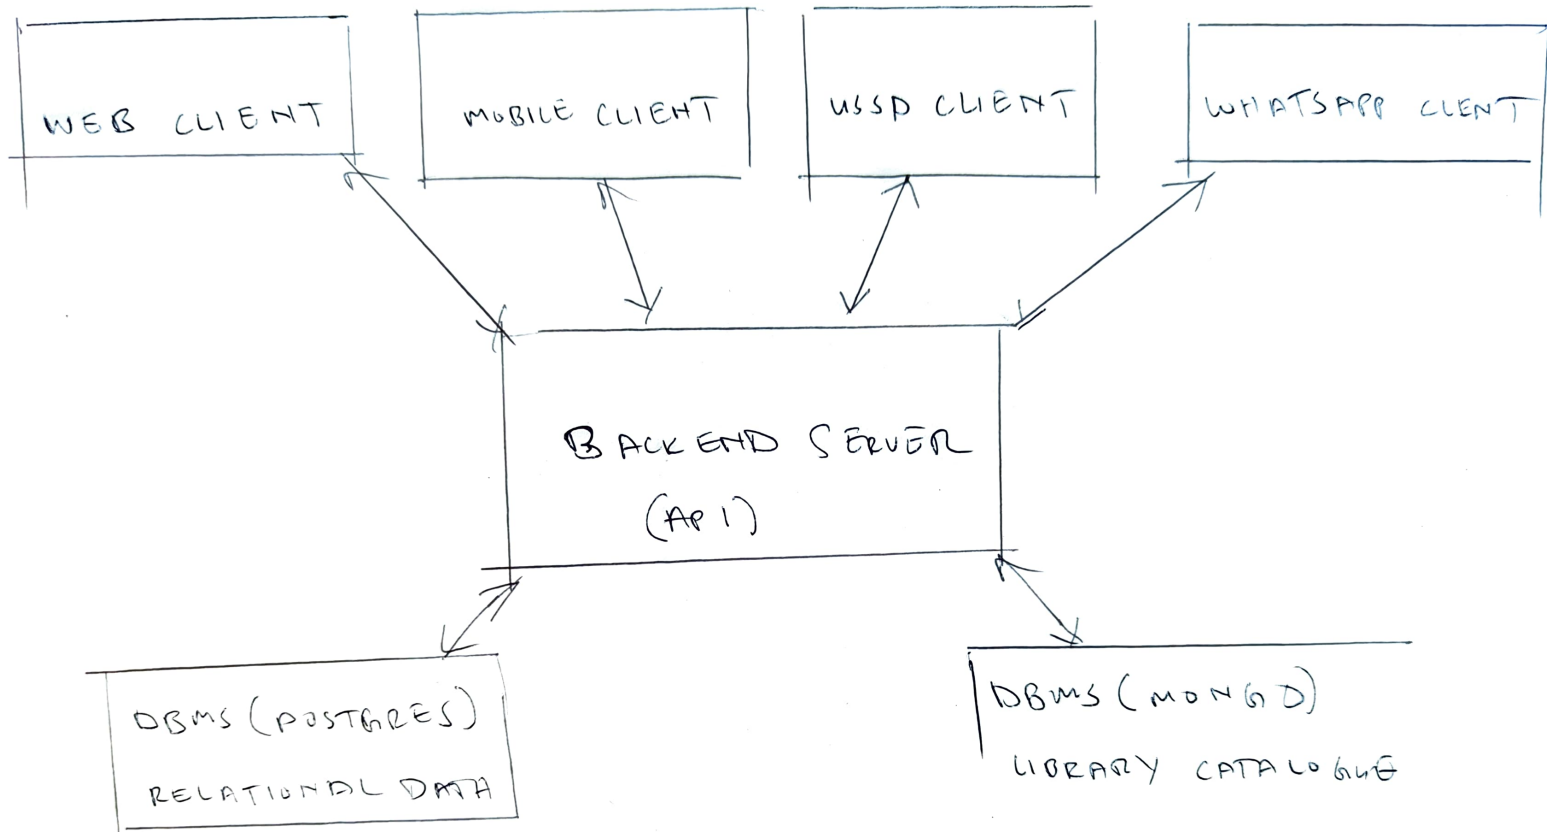 WEB CLIENT
MOBILE CLIENT
USSD CLIENT
WHATSAPP CLENT
BACKEND SERVER
(API)
DBMS (POSTGRES)
RELATIONAL DATA
DBMS (MONGO)
LIBRARY CATALOGUE